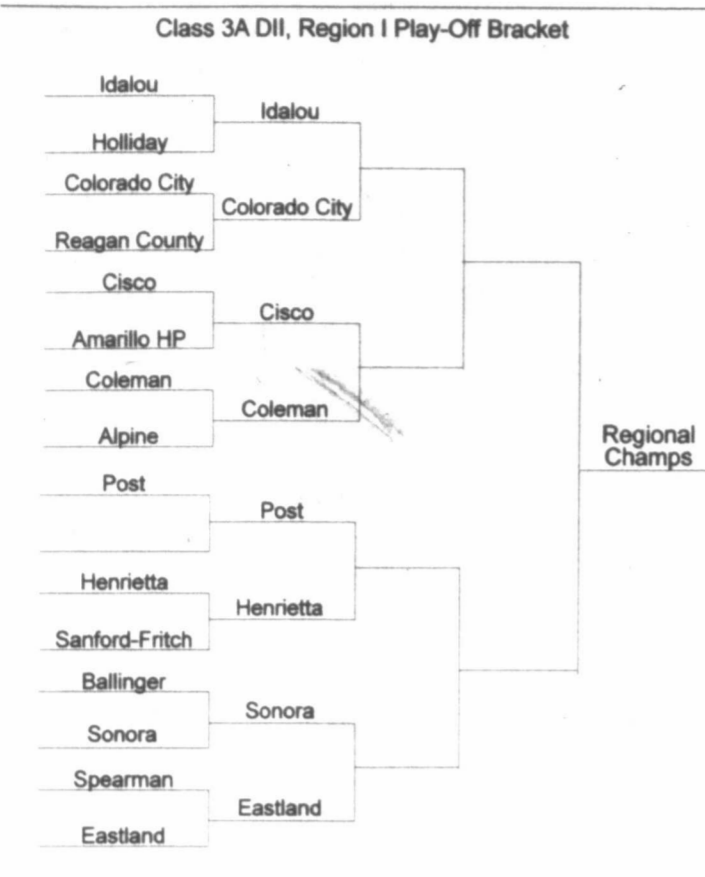 Class 3A DII, Region I Play-Off Bracket
Idalou
Idalou
Holliday
Colorado City
Colorado City
Reagan County
Cisco
Cisco
Amarillo HP
Coleman
Coleman
Alpine
Regional
Champs
Post
Post
Henrietta
Henrietta
Sanford-Fritch
Ballinger
Sonora
Sonora
Spearman
Eastland
Eastland